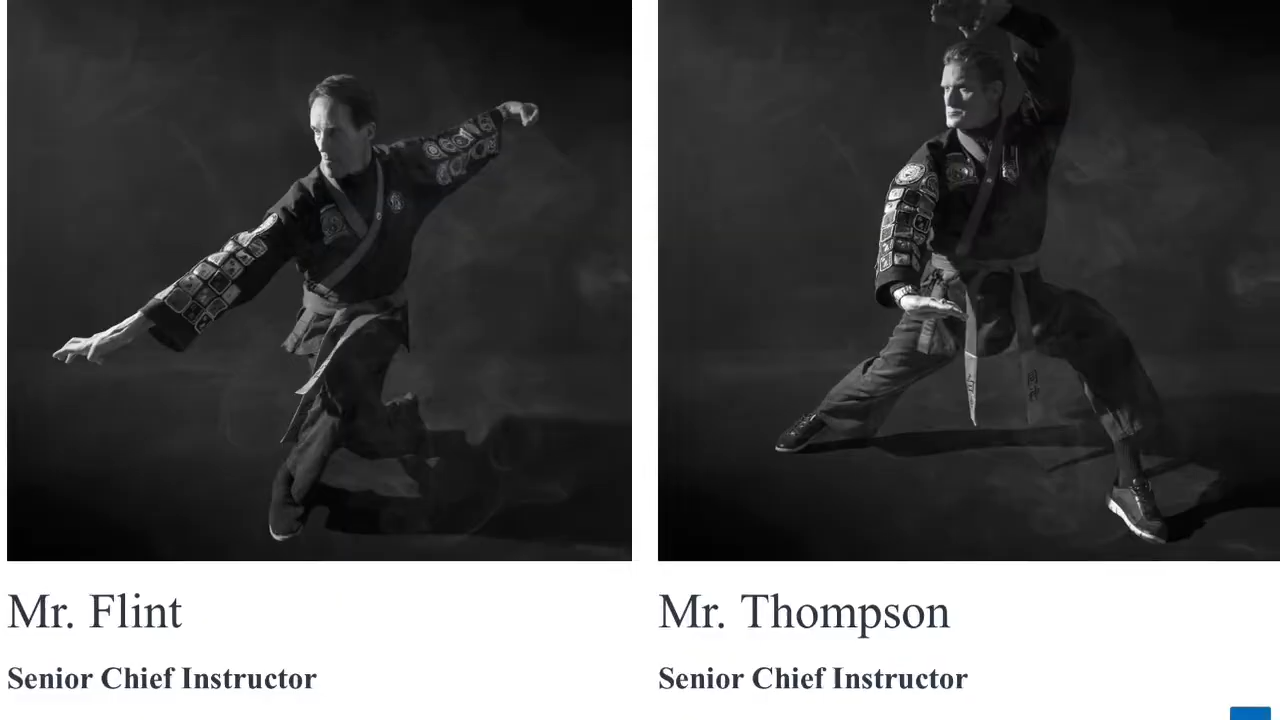 Mr. Flint
Senior Chief Instructor
Mr. Thompson
Senior Chief Instructor